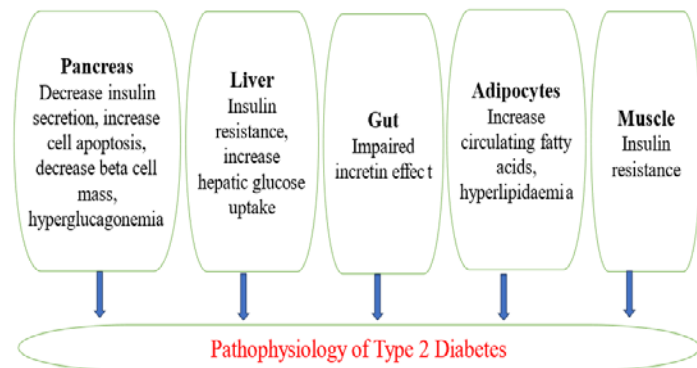 Pancreas
Decrease insulin
secretion, increase
cell apoptosis,
decrease beta cell
mass,
hyperglucagonemia
Liver
Insulin
resistance,
increase
hepatic glucose
uptake
Gut
Impaired
incretin effect
Adipocytes
Increase
circulating fatty
acids,
hyperlipidaemia
Muscle
Insulin
resistance
Pathophysiology of Type 2 Diabetes